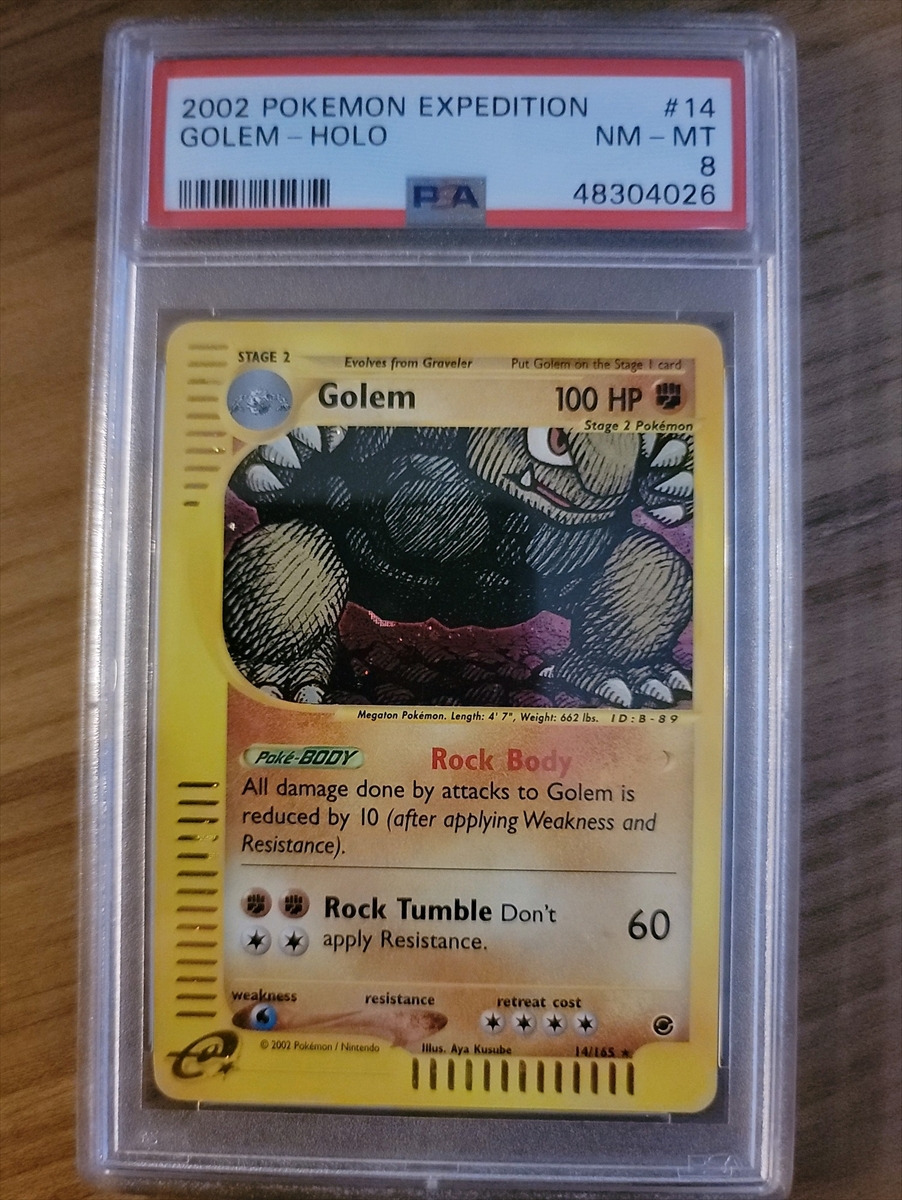 2002 POKEMON EXPEDITION #14
GOLEM – HOLO NM – MT
8
PSA 48304026
STAGE 2 Evolves from Graveler Put Golem on the Stage 1 card
Golem 100 HP
Stage 2 Pokémon
Megaton Pokémon. Length: 4' 7", Weight: 662 lbs. ID:B-89
Poké-BODY Rock Body
All damage done by attacks to Golem is
reduced by 10 (after applying Weakness and
Resistance).
Rock Tumble Don't 60
apply Resistance.
weakness resistance retreat cost
e © 2002 Pokémon / Nintendo Illus. Aya Kusube 14/165 ★